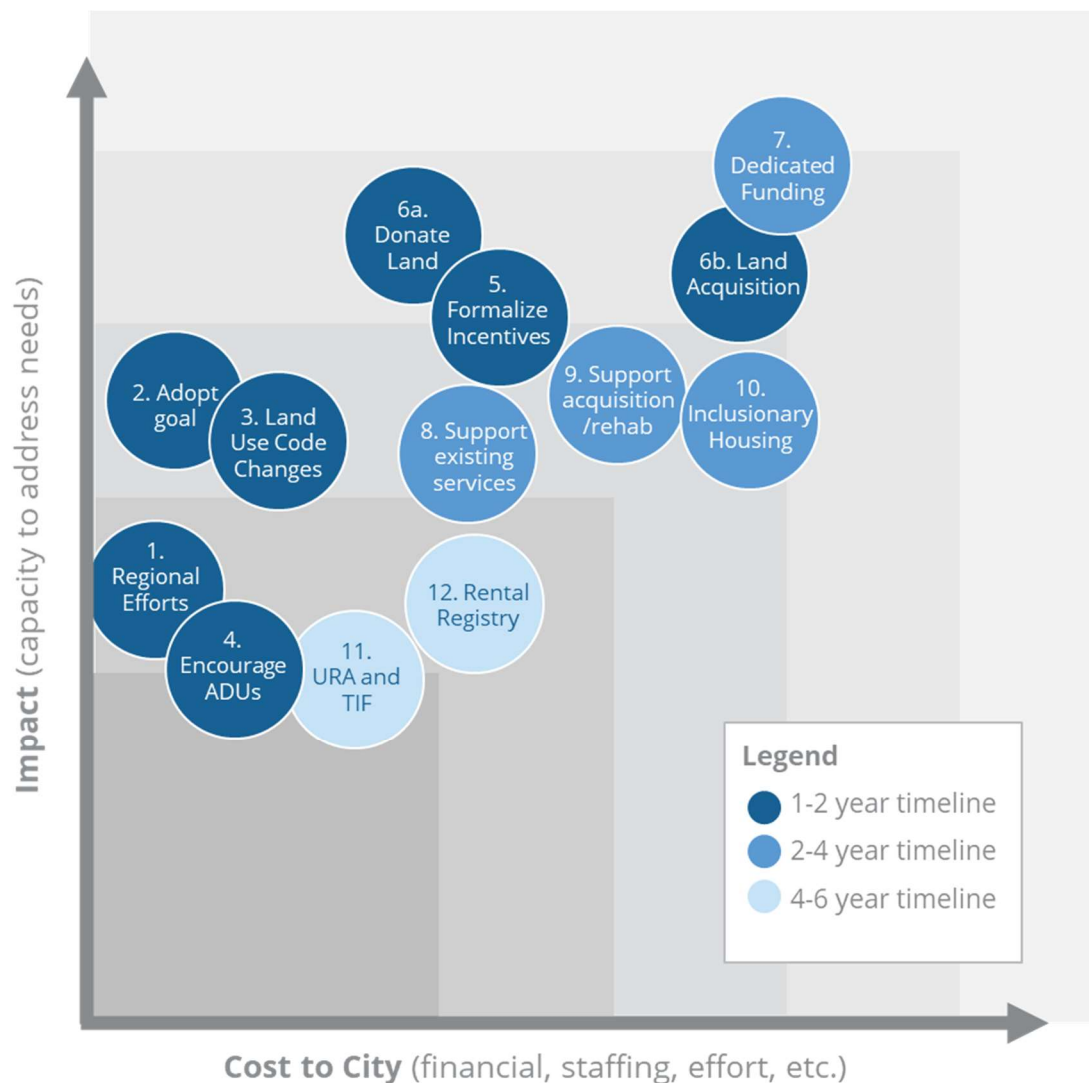 7.
Dedicated
Funding
6a.
Donate
Land
6b. Land
Acquisition
5.
Formalize
Incentives
2. Adopt
goal
3. Land
Use Code
Changes
9. Support
acquisition
/rehab
10.
Inclusionary
Housing
8. Support
existing
services
1.
Regional
Efforts
12. Rental
Registry
4.
Encourage
ADUs
11.
URA and
TIF
Impact (capacity to address needs)
Legend
1-2 year timeline
2-4 year timeline
4-6 year timeline
Cost to City (financial, staffing, effort, etc.)